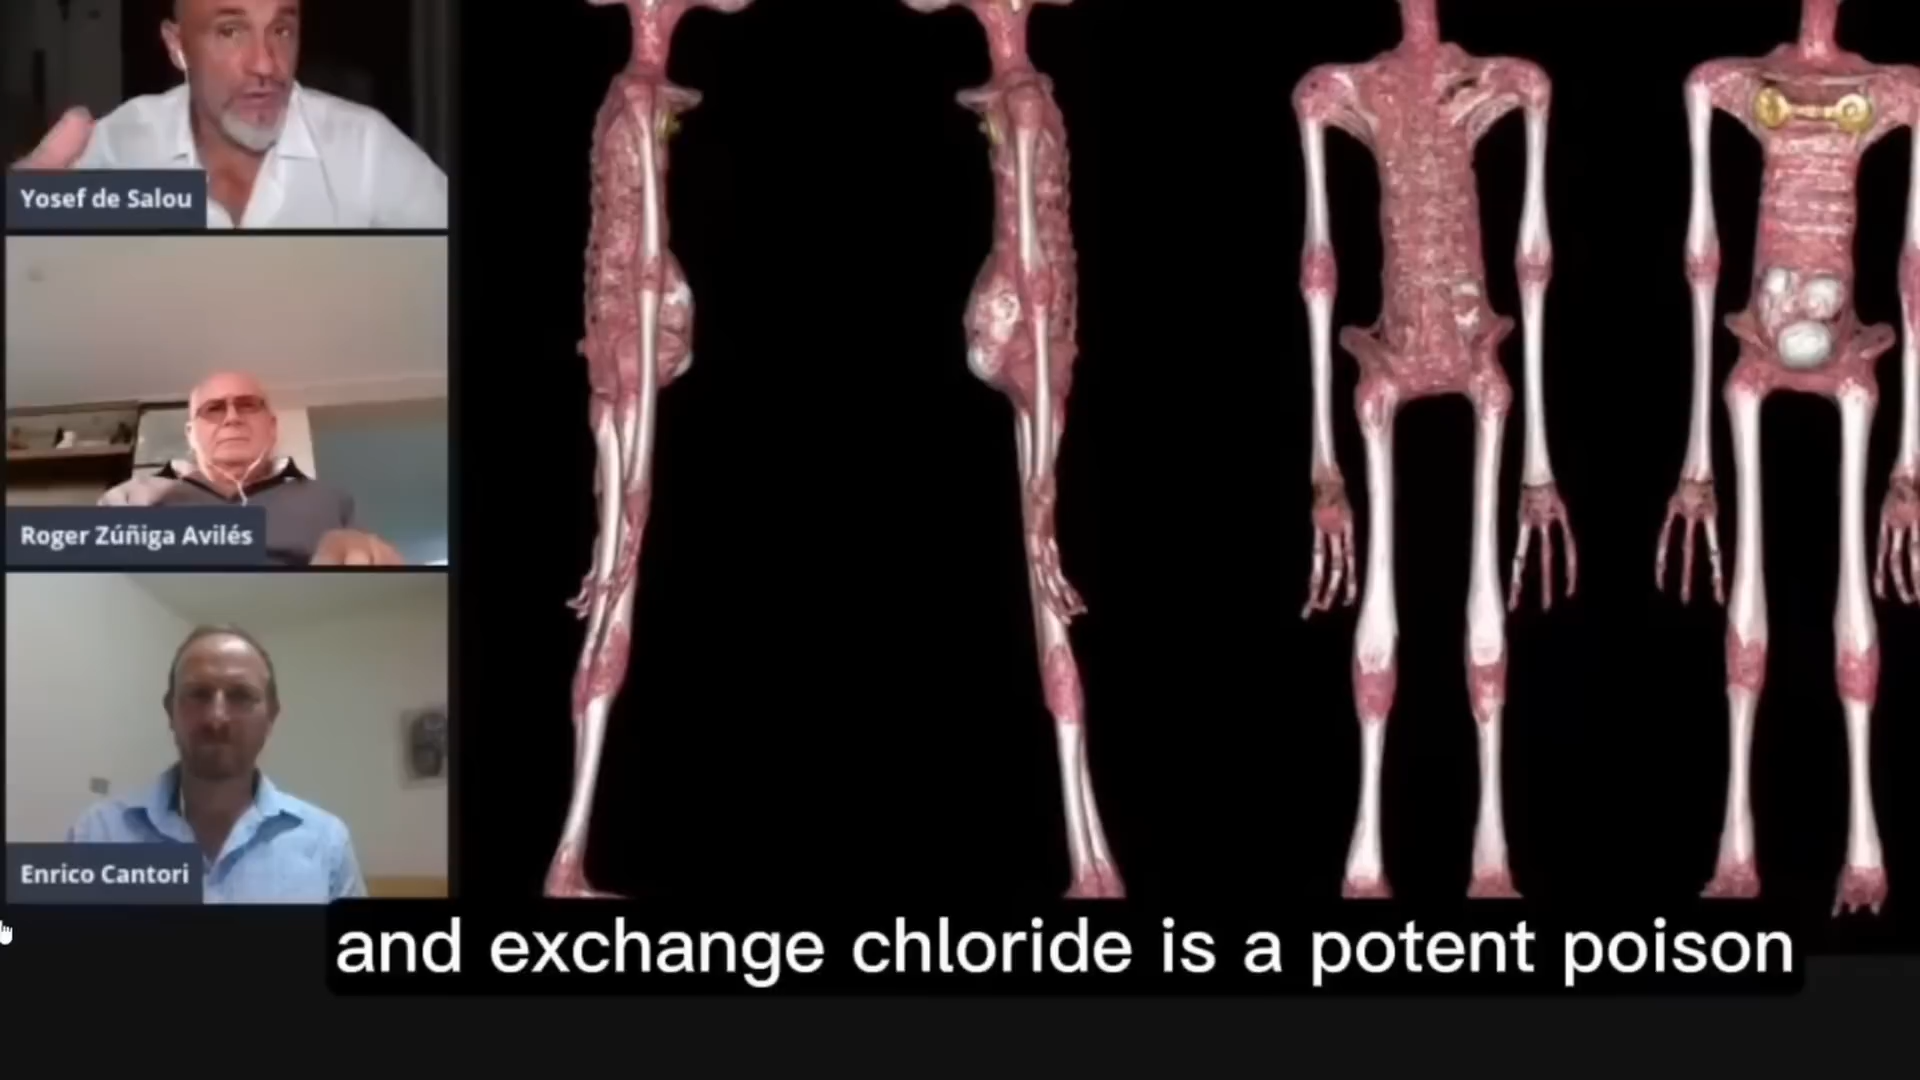 Yosef de Salou
Roger Zúñiga Avilés
Enrico Cantori
and exchange chloride is a potent poison